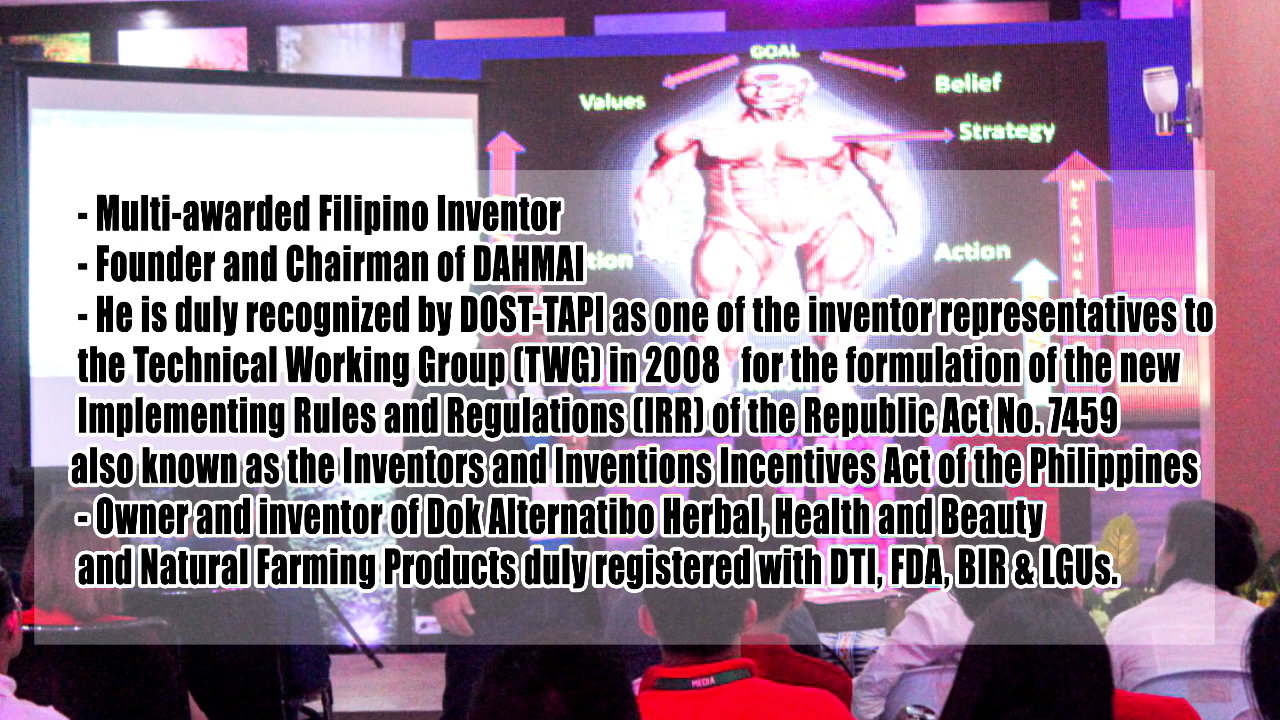 GOAL
Values
Belief
Strategy
MEASUR
- Multi-awarded Filipino Inventor
- Founder and Chairman of DAHMAI
tion
Action
- He is duly recognized by DOST-TAPI as one of the inventor representatives to
the Technical Working Group (TWG) in 2008 for the formulation of the new
Implementing Rules and Regulations (IRR) of the Republic Act No. 7459
also known as the Inventors and Inventions Incentives Act of the Philippines
- Owner and inventor of Dok Alternatibo Herbal, Health and Beauty
and Natural Farming Products duly registered with DTI, FDA, BIR & LGUs.
MEDIA